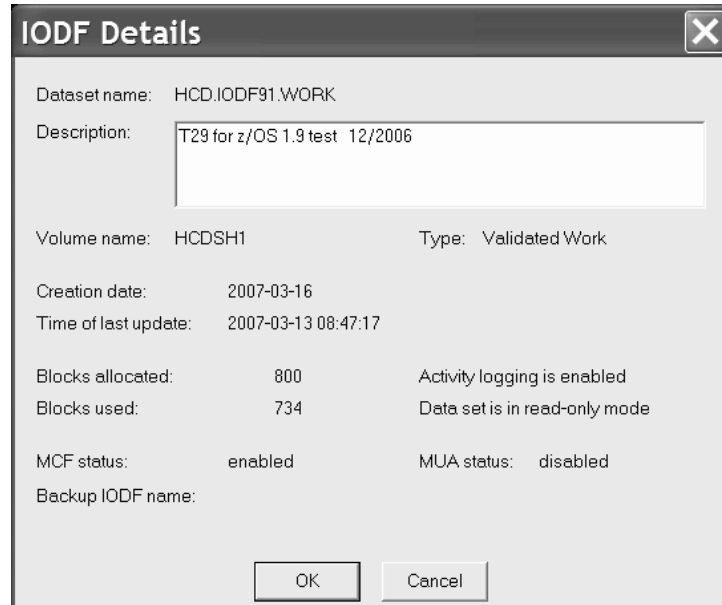 IODF Details
Dataset name: HCD.IODF91.WORK
Description: T29 for z/OS 1.9 test 12/2006
Volume name: HCDSH1 Type: Validated Work
Creation date: 2007-03-16
Time of last update: 2007-03-13 08:47:17
Blocks allocated: 800 Activity logging is enabled
Blocks used: 734 Data set is in read-only mode
MCF status: enabled MUA status: disabled
Backup IODF name:
OK Cancel